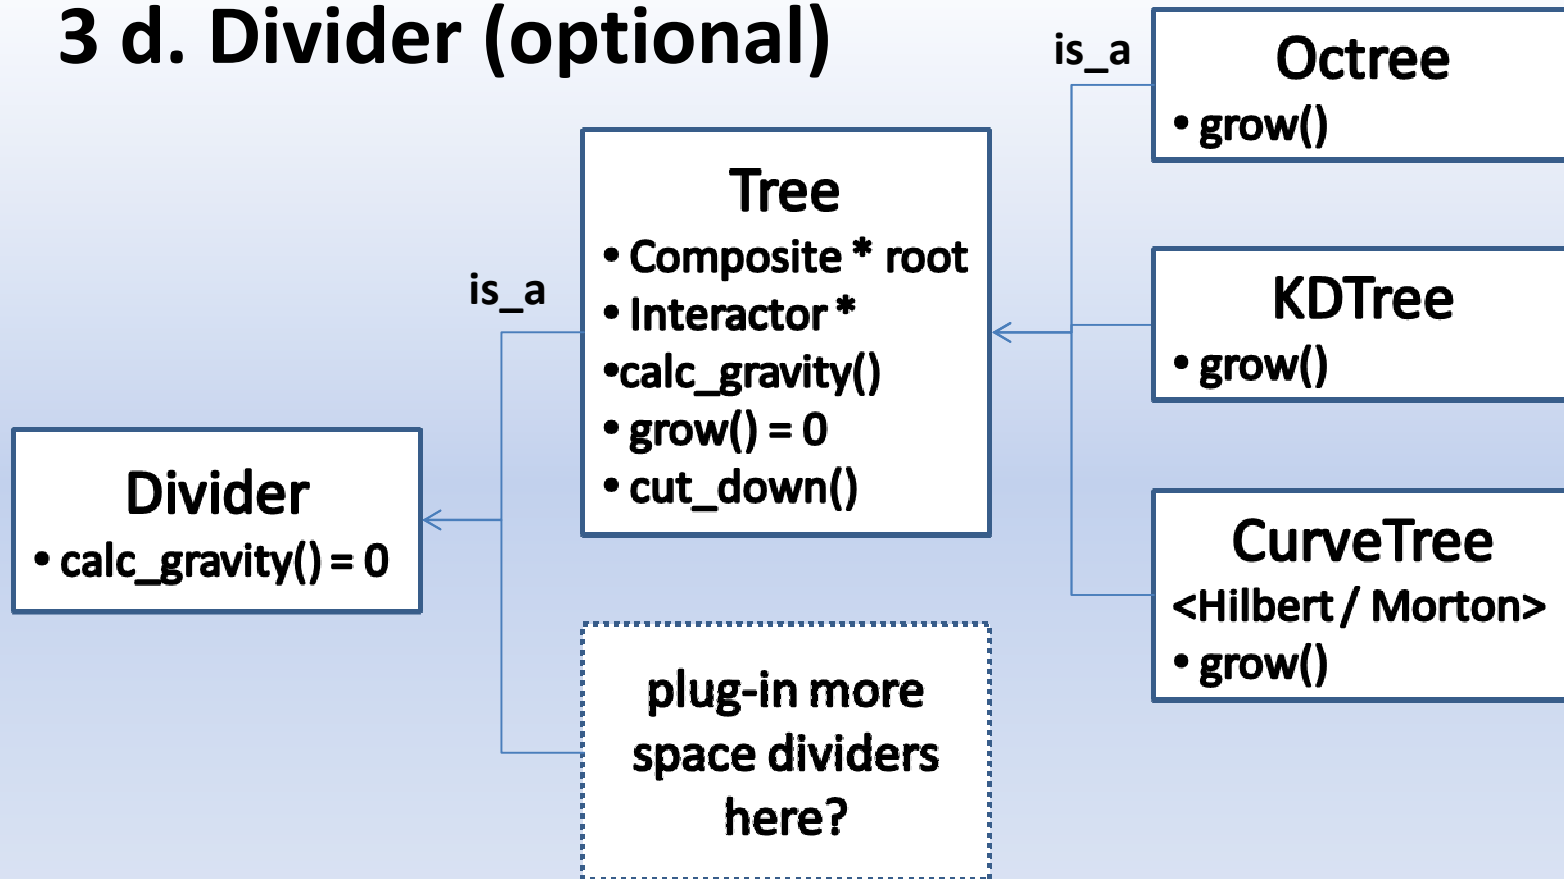 3 d. Divider (optional)
is_a
Octree
• grow()
Tree
• Composite * root
• Interactor *
•calc_gravity()
• grow() = 0
• cut_down()
is_a
KDTree
• grow()
Divider
• calc_gravity() = 0
CurveTree
<Hilbert / Morton>
• grow()
plug-in more
space dividers
here?